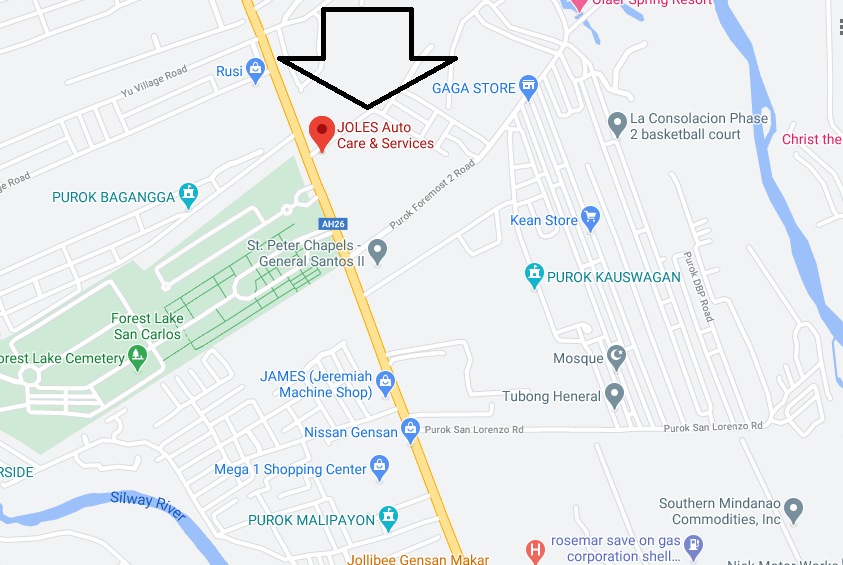 Olaer Spring Resort
Rusi
Yu Village Road
GAGA STORE
JOLES Auto
Care & Services
La Consolacion Phase
2 basketball court
Christ the
ge Road
PUROK BAGANGGA
Purok Foremost 2 Road
AH26
Kean Store
St. Peter Chapels -
General Santos II
PUROK KAUSWAGAN
Purok DBP Road
Forest Lake
San Carlos
orest Lake Cemetery
Mosque
JAMES (Jeremiah
Machine Shop)
Tubong Heneral
Nissan Gensan
Purok San Lorenzo Rd
Purok San Lorenzo Rd
RSIDE
Mega 1 Shopping Center
Silway River
PUROK MALIPAYON
Southern Mindanao
Commodities, Inc
H
rosemar save on gas
corporation shell...
Jollibee Gensan Makar
Nick Motor Works